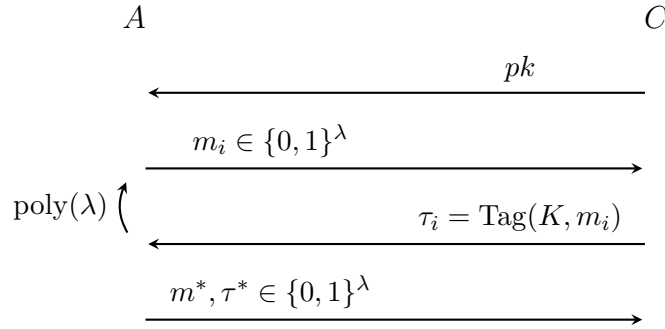 A C
pk
m_i ∈ {0, 1}^λ
poly(λ)
τ_i = Tag(K, m_i)
m^*, τ^* ∈ {0, 1}^λ